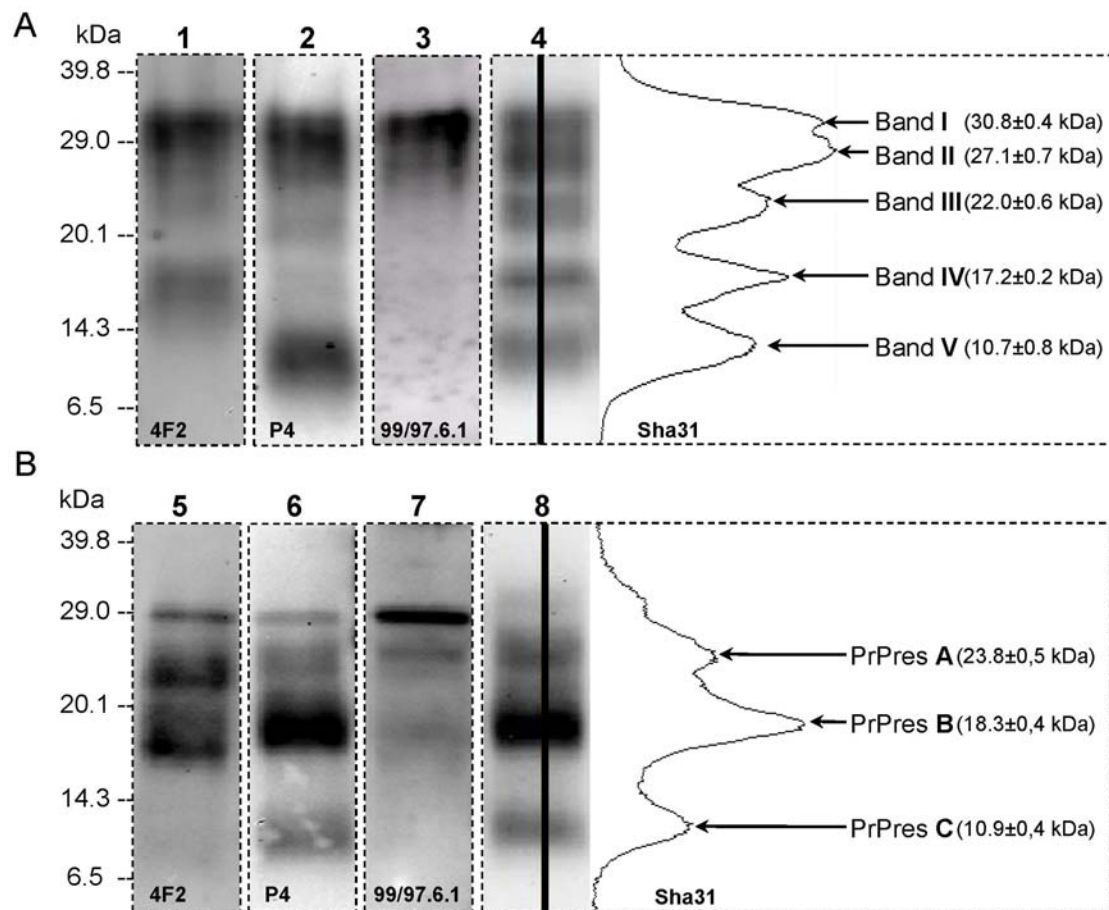 A
kDa 1 2 3 4
39.8 --
29.0 --
20.1 --
14.3 --
6.5 --
Band I (30.8±0.4 kDa)
Band II (27.1±0.7 kDa)
Band III (22.0±0.6 kDa)
Band IV (17.2±0.2 kDa)
Band V (10.7±0.8 kDa)
4F2 P4 99/97.6.1 Sha31
B
kDa 5 6 7 8
39.8 --
29.0 --
20.1 --
14.3 --
6.5 --
PrPres A (23.8±0,5 kDa)
PrPres B (18.3±0,4 kDa)
PrPres C (10.9±0,4 kDa)
4F2 P4 99/97.6.1 Sha31